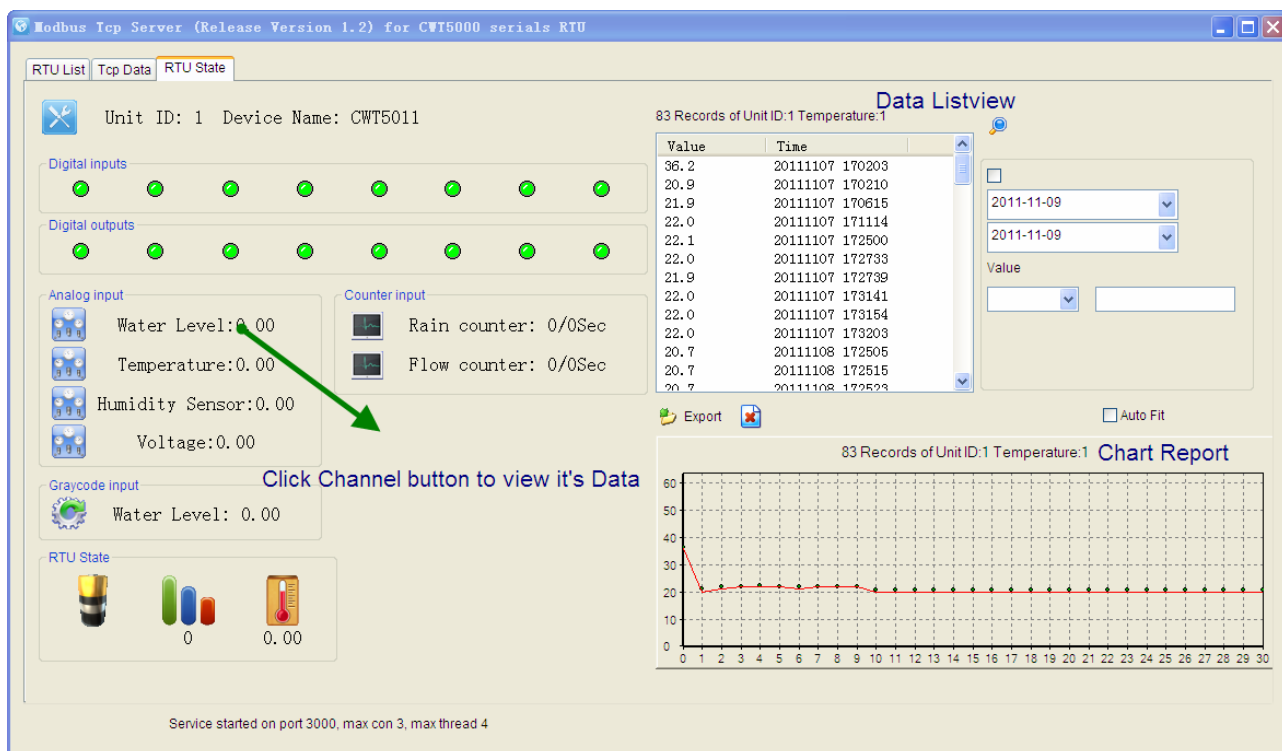 Modbus Tcp Server (Release Version 1.2) for CWT5000 serials RTU
RTU List Tcp Data RTU State
Unit ID: 1 Device Name: CWT5011
Digital inputs
Digital outputs
Analog input
Water Level:0.00
Temperature:0.00
Humidity Sensor:0.00
Voltage:0.00
Counter input
Rain counter: 0/0Sec
Flow counter: 0/0Sec
Click Channel button to view it's Data
Graycode input
Water Level: 0.00
RTU State
0 0.00
Data Listview
83 Records of Unit ID:1 Temperature:1
Value Time
36.2 20111107 170203
20.9 20111107 170210
21.9 20111107 170615
22.0 20111107 171114
22.1 20111107 172500
22.0 20111107 172733
21.9 20111107 172739
22.0 20111107 173141
22.0 20111107 173154
22.0 20111107 173203
20.7 20111108 172505
20.7 20111108 172515
20.7 20111108 172523
2011-11-09
2011-11-09
Value
Export
Auto Fit
83 Records of Unit ID:1 Temperature:1 Chart Report
60
50
40
30
20
10
0
0 1 2 3 4 5 6 7 8 9 10 11 12 13 14 15 16 17 18 19 20 21 22 23 24 25 26 27 28 29 30
Service started on port 3000, max con 3, max thread 4